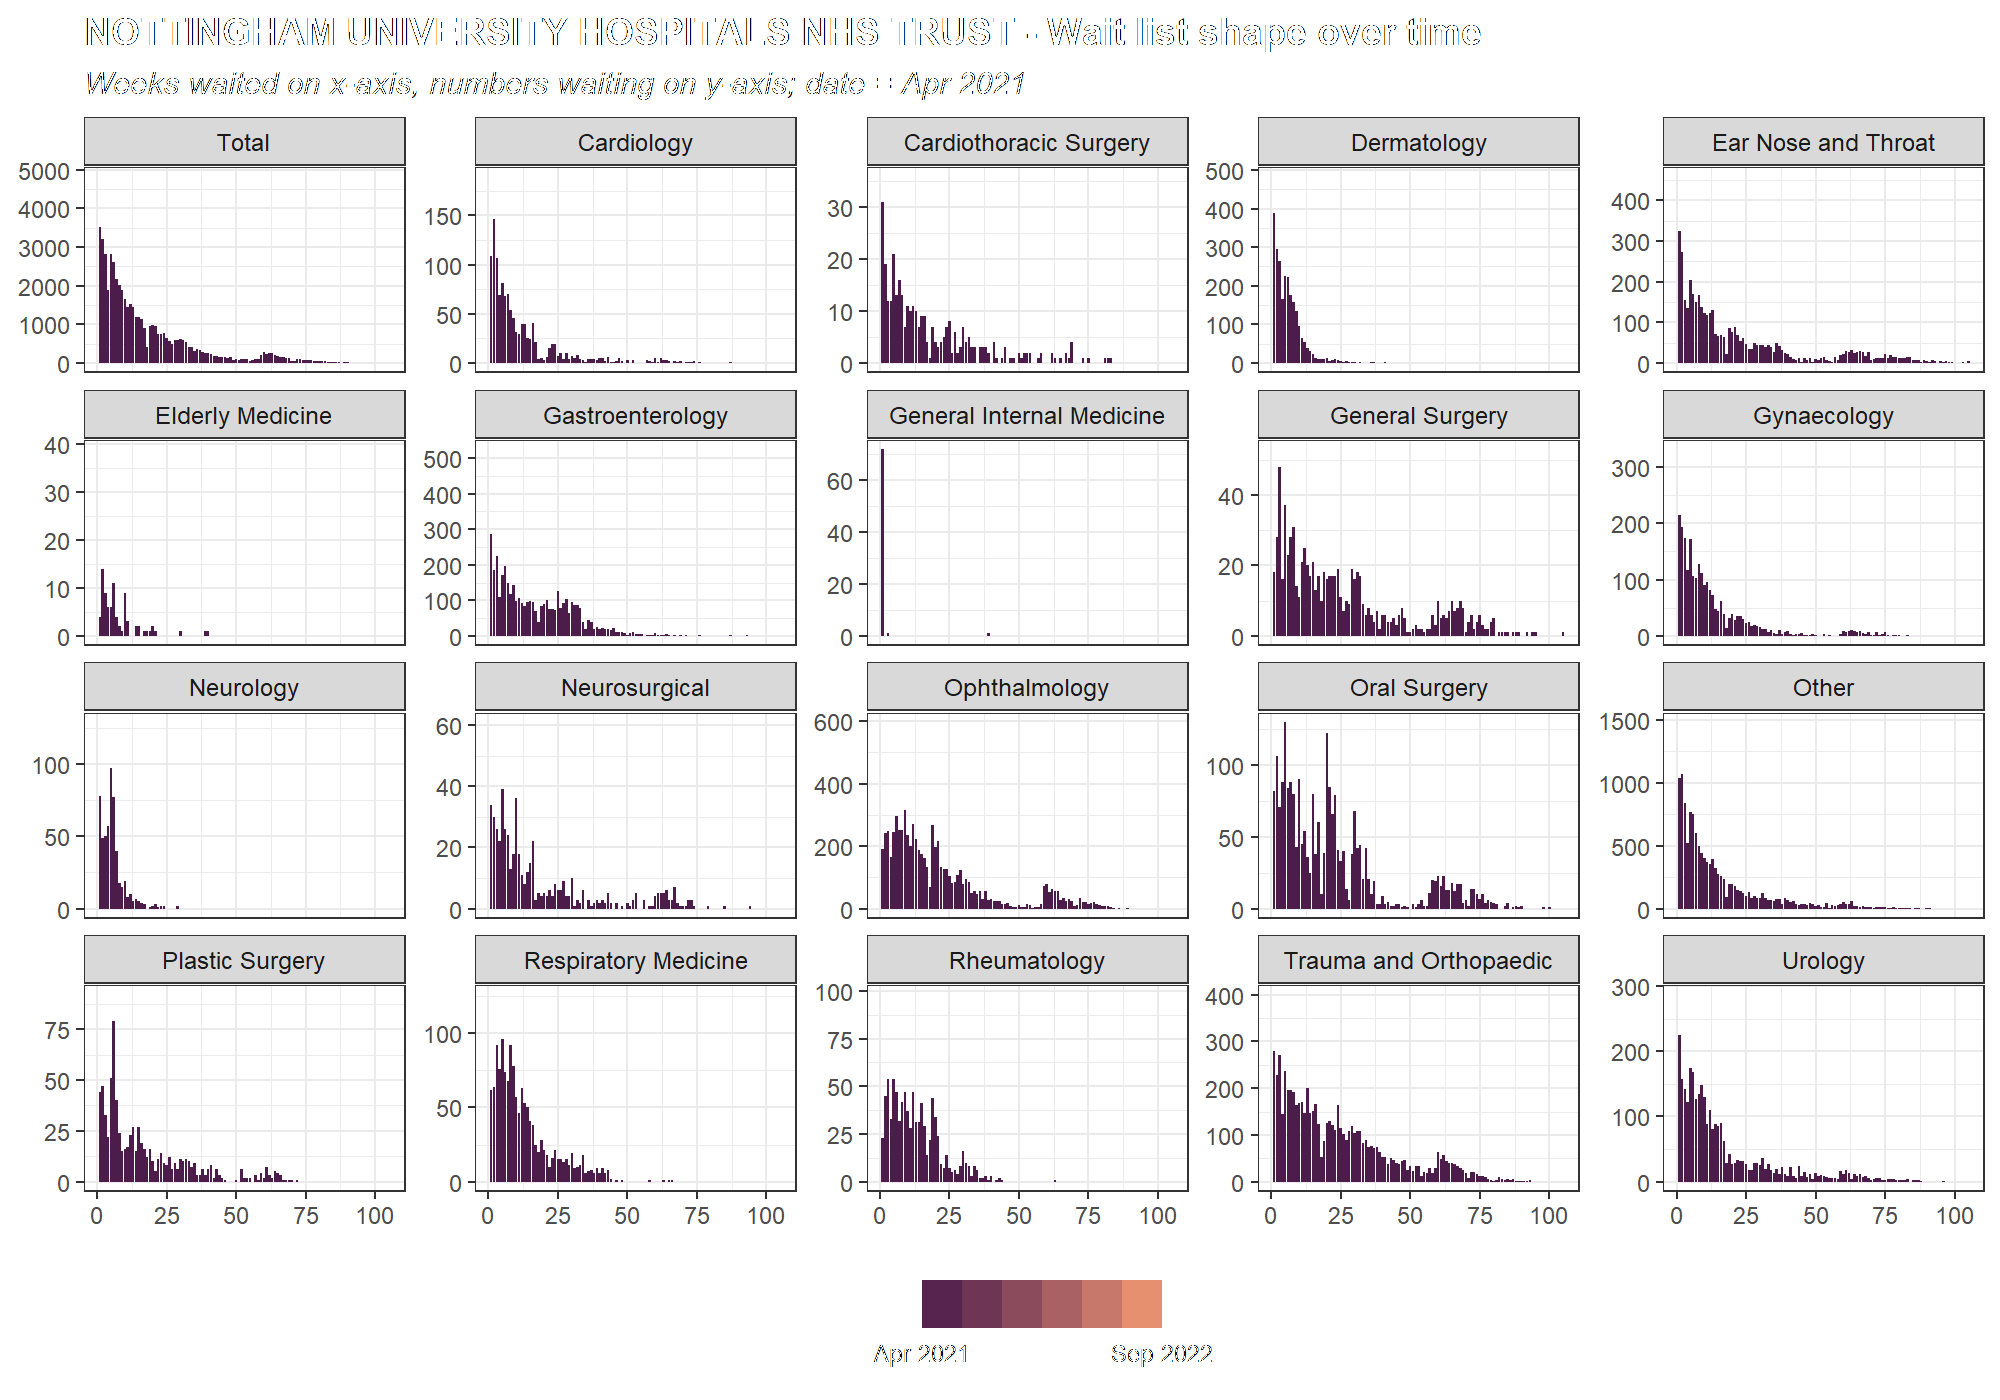 NOTTINGHAM UNIVERSITY HOSPITALS NHS TRUST - Wait list shape over time
Weeks waited on x-axis, numbers waiting on y-axis; date = Apr 2021
Total
Cardiology
Cardiothoracic Surgery
Dermatology
Ear Nose and Throat
5000
4000
3000
2000
1000
0
150
100
50
0
30
20
10
0
500
400
300
200
100
0
400
300
200
100
0
Elderly Medicine
Gastroenterology
General Internal Medicine
General Surgery
Gynaecology
40
30
20
10
0
500
400
300
200
100
0
60
40
20
0
40
20
0
300
200
100
0
Neurology
Neurosurgical
Ophthalmology
Oral Surgery
Other
100
50
0
60
40
20
0
600
400
200
0
100
50
0
1500
1000
500
0
Plastic Surgery
Respiratory Medicine
Rheumatology
Trauma and Orthopaedic
Urology
75
50
25
0
100
50
0
100
75
50
25
0
400
300
200
100
0
300
200
100
0
0 25 50 75 100
0 25 50 75 100
0 25 50 75 100
0 25 50 75 100
0 25 50 75 100
Apr 2021
Sep 2022